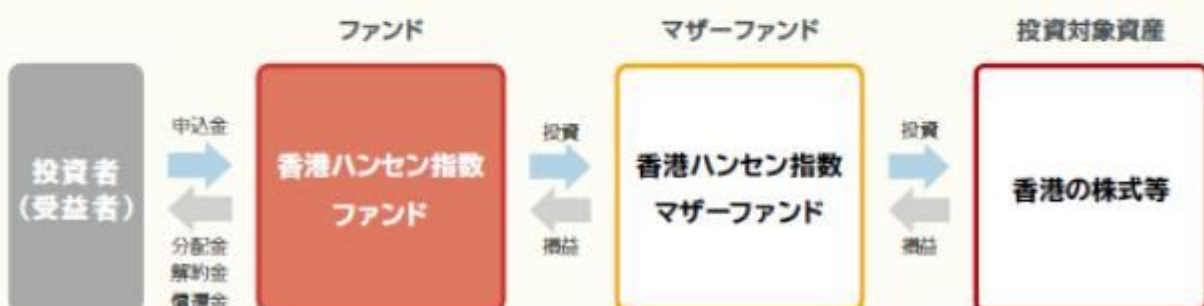 ファンド
マザーファンド
投資対象資産
投資者
（受益者）
申込金
分配金
解約金
償還金
香港ハンセン指数
ファンド
投資
損益
香港ハンセン指数
マザーファンド
投資
損益
香港の株式等